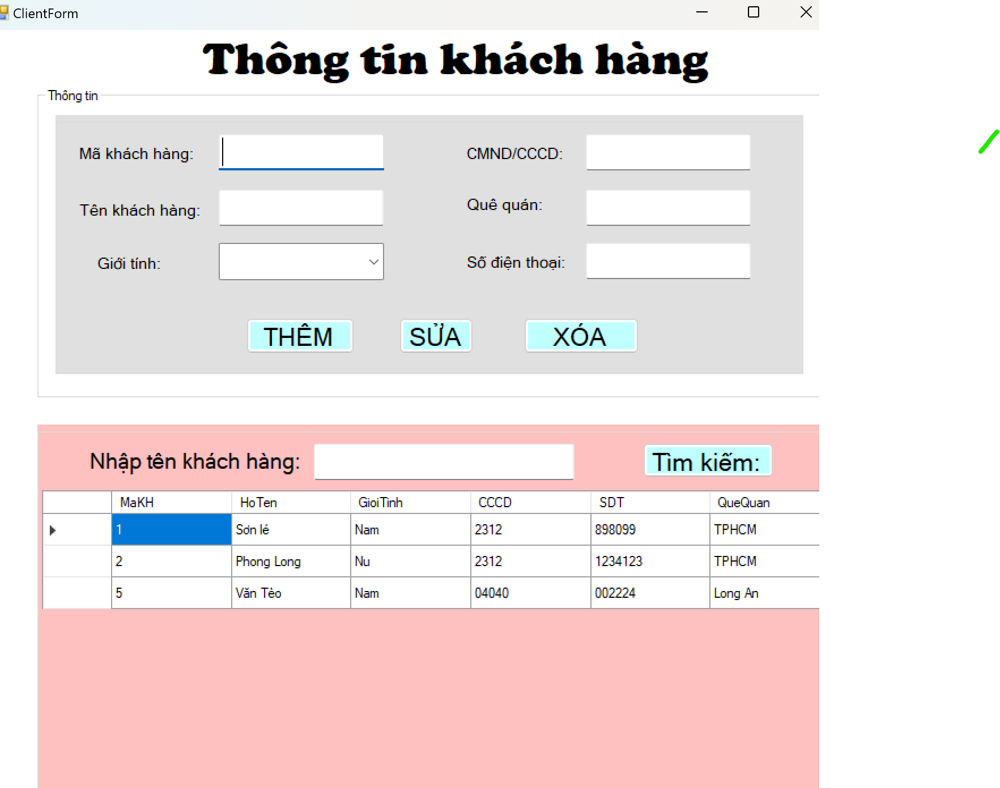 ClientForm
Thông tin khách hàng
Thông tin
Mã khách hàng: CMND/CCCD:
Tên khách hàng: Quê quán:
Giới tính: Số điện thoại:
THÊM SỬA XÓA
Nhập tên khách hàng: Tìm kiếm:
MaKH HoTen GioiTinh CCCD SDT QueQuan
1 Sơn lé Nam 2312 898099 TPHCM
2 Phong Long Nu 2312 1234123 TPHCM
5 Văn Tèo Nam 04040 002224 Long An